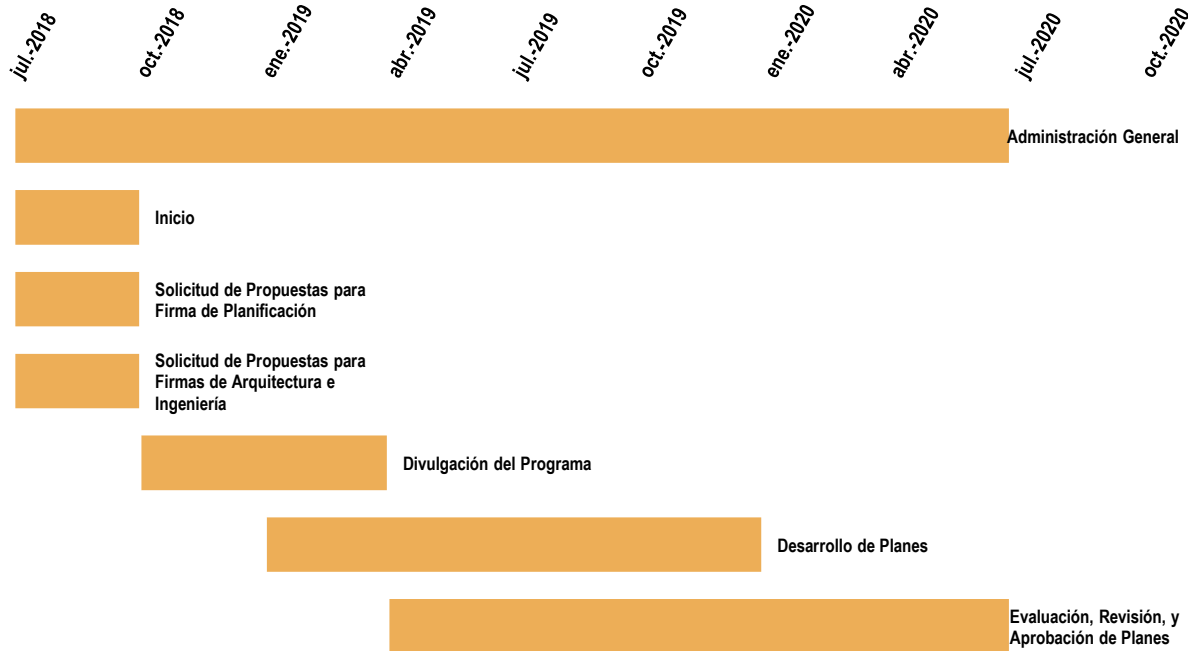 jul.-2018
oct.-2018
ene.-2019
abr.-2019
jul.-2019
oct.-2019
ene.-2020
abr.-2020
jul.-2020
oct.-2020
Administración General
Inicio
Solicitud de Propuestas para
Firma de Planificación
Solicitud de Propuestas para
Firmas de Arquitectura e
Ingeniería
Divulgación del Programa
Desarrollo de Planes
Evaluación, Revisión, y
Aprobación de Planes